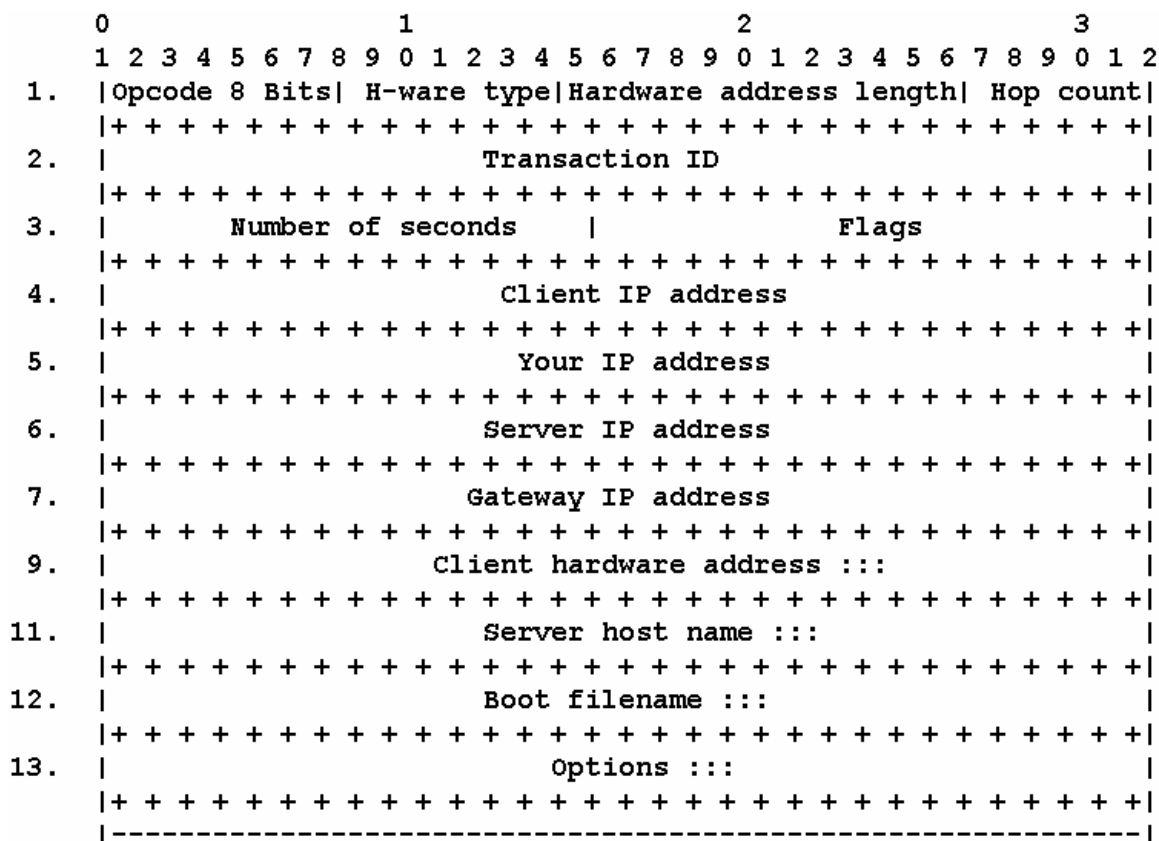 0 1 2 3
1 2 3 4 5 6 7 8 9 0 1 2 3 4 5 6 7 8 9 0 1 2 3 4 5 6 7 8 9 0 1 2
1. |Opcode 8 Bits| H-ware type|Hardware address length| Hop count|
|+ + + + + + + + + + + + + + + + + + + + + + + + + + + + + + +|
2. | Transaction ID |
|+ + + + + + + + + + + + + + + + + + + + + + + + + + + + + + +|
3. | Number of seconds | Flags |
|+ + + + + + + + + + + + + + + + + + + + + + + + + + + + + + +|
4. | Client IP address |
|+ + + + + + + + + + + + + + + + + + + + + + + + + + + + + + +|
5. | Your IP address |
|+ + + + + + + + + + + + + + + + + + + + + + + + + + + + + + +|
6. | Server IP address |
|+ + + + + + + + + + + + + + + + + + + + + + + + + + + + + + +|
7. | Gateway IP address |
|+ + + + + + + + + + + + + + + + + + + + + + + + + + + + + + +|
9. | Client hardware address ::: |
|+ + + + + + + + + + + + + + + + + + + + + + + + + + + + + + +|
11. | Server host name ::: |
|+ + + + + + + + + + + + + + + + + + + + + + + + + + + + + + +|
12. | Boot filename ::: |
|+ + + + + + + + + + + + + + + + + + + + + + + + + + + + + + +|
13. | Options ::: |
|+ + + + + + + + + + + + + + + + + + + + + + + + + + + + + + +|
|-------------------------------------------------------------|